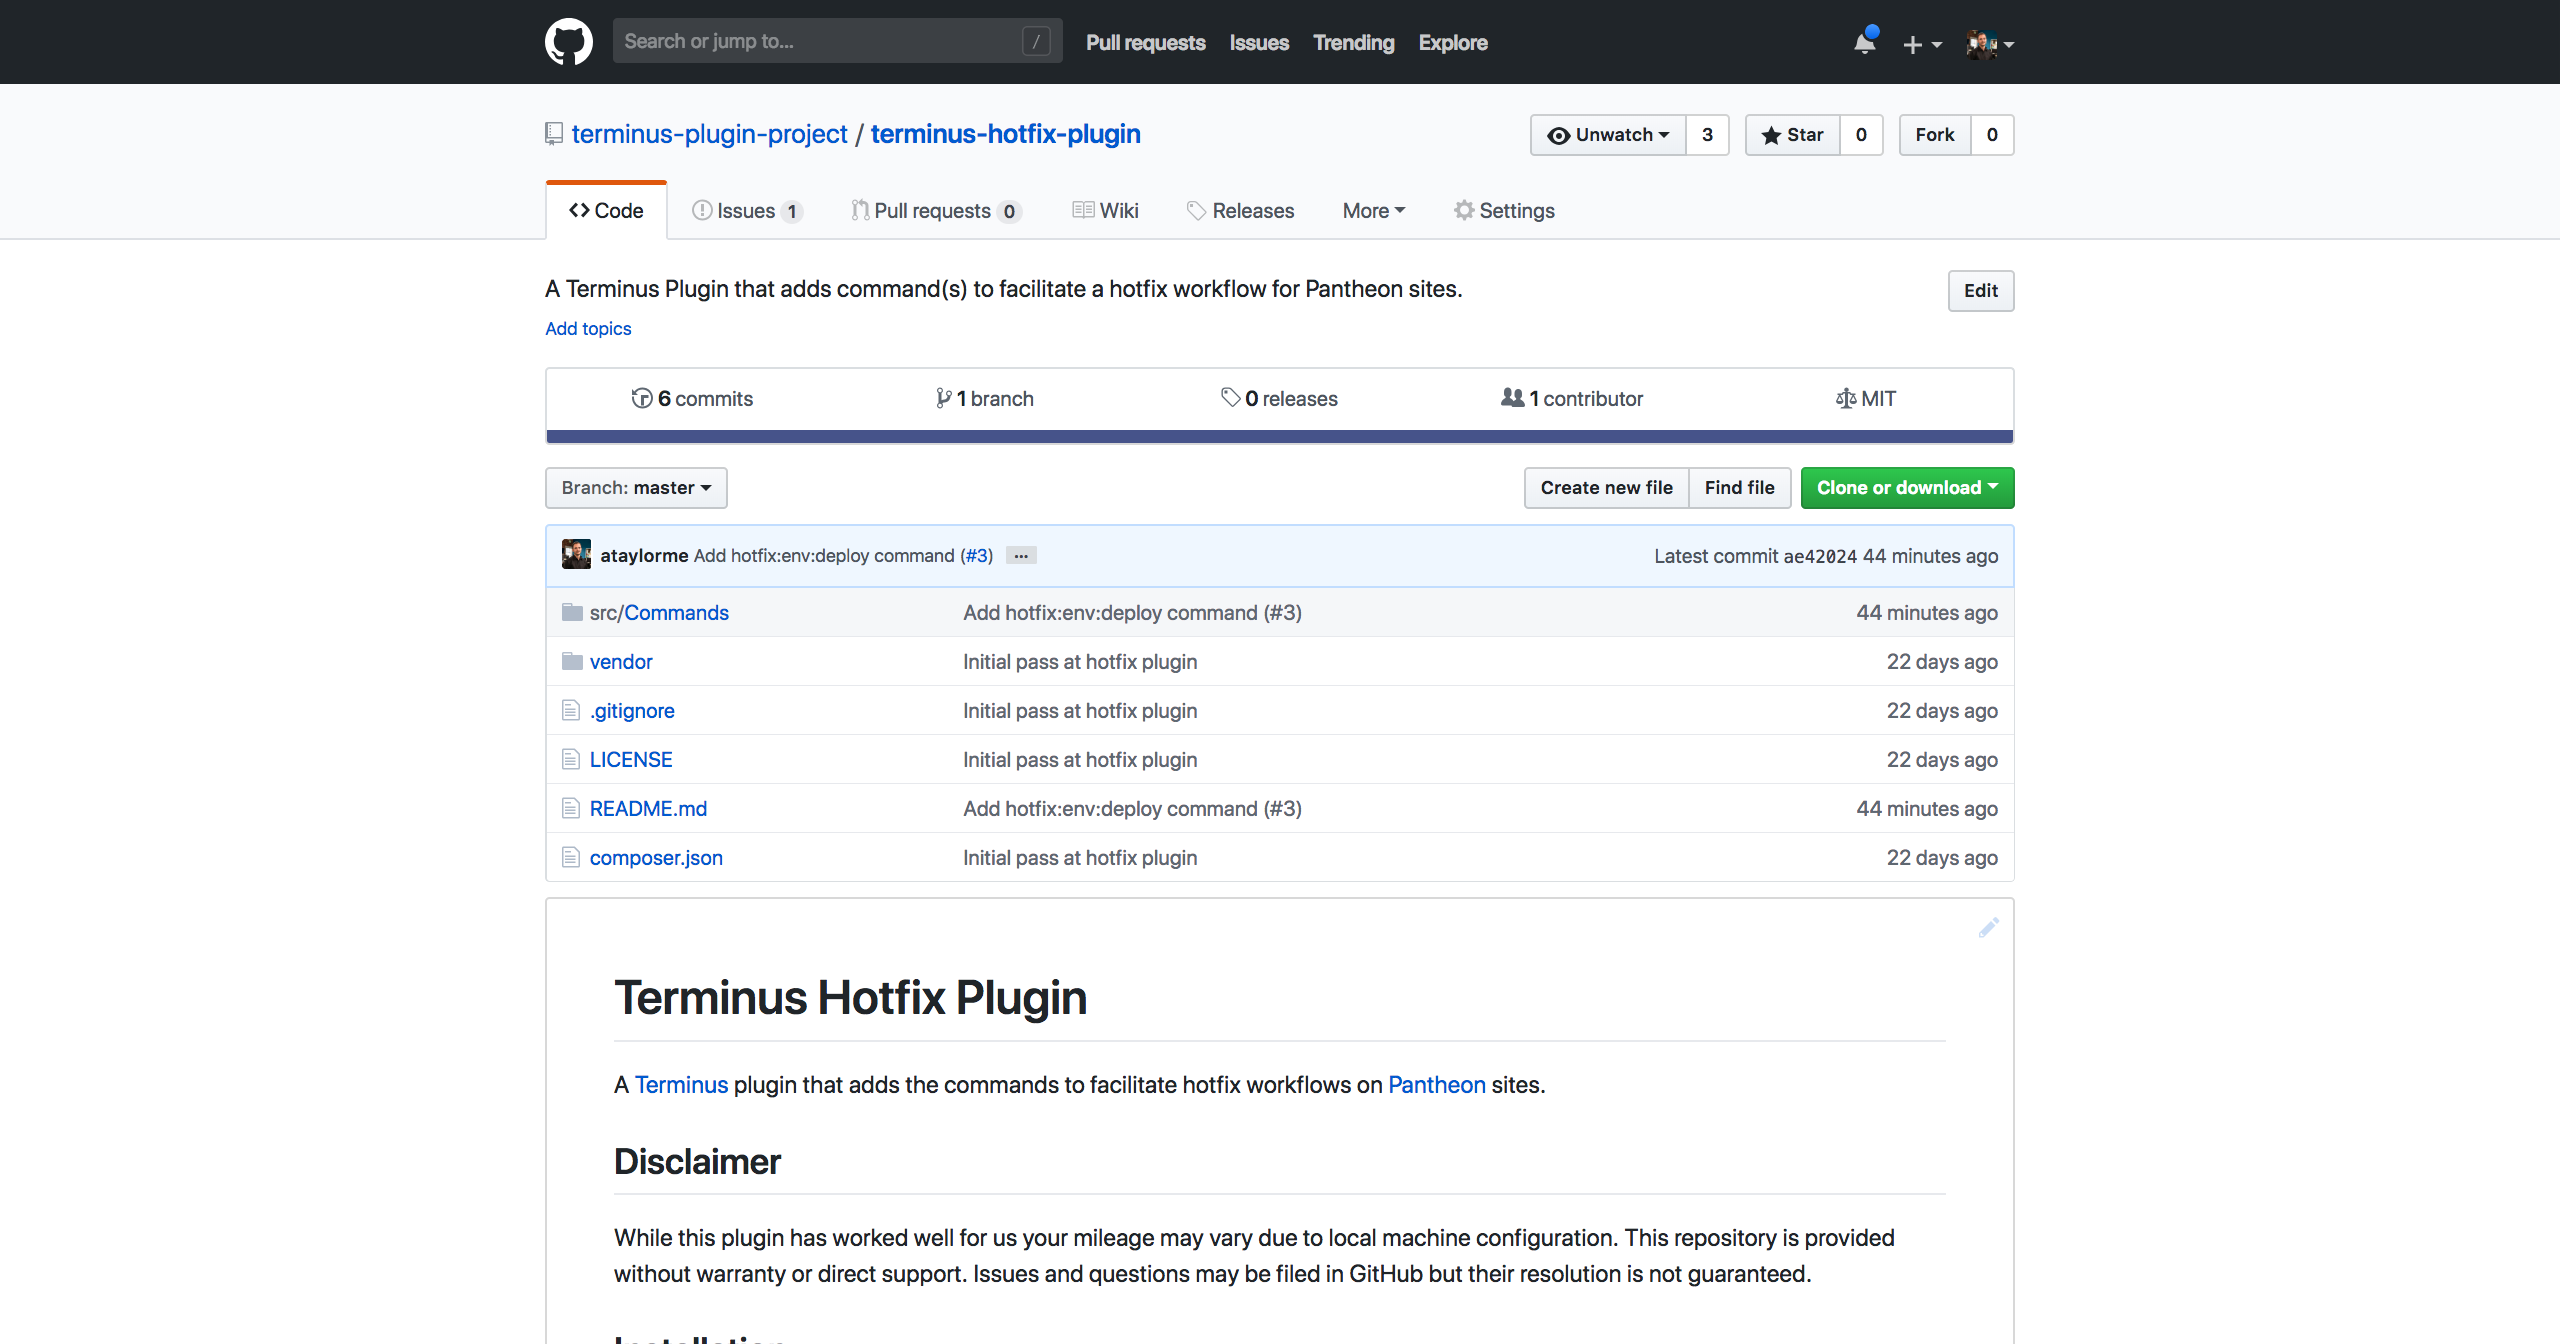 Search or jump to... /
Pull requests Issues Trending Explore
terminus-plugin-project / terminus-hotfix-plugin
Unwatch 3 Star 0 Fork 0
Code Issues 1 Pull requests 0 Wiki Releases More Settings
A Terminus Plugin that adds command(s) to facilitate a hotfix workflow for Pantheon sites.
Edit
Add topics
6 commits 1 branch 0 releases 1 contributor MIT
Branch: master Create new file Find file Clone or download
ataylorme Add hotfix:env:deploy command (#3) ... Latest commit ae42024 44 minutes ago
src/Commands Add hotfix:env:deploy command (#3) 44 minutes ago
vendor Initial pass at hotfix plugin 22 days ago
.gitignore Initial pass at hotfix plugin 22 days ago
LICENSE Initial pass at hotfix plugin 22 days ago
README.md Add hotfix:env:deploy command (#3) 44 minutes ago
composer.json Initial pass at hotfix plugin 22 days ago
Terminus Hotfix Plugin
A Terminus plugin that adds the commands to facilitate hotfix workflows on Pantheon sites.
Disclaimer
While this plugin has worked well for us your mileage may vary due to local machine configuration. This repository is provided
without warranty or direct support. Issues and questions may be filed in GitHub but their resolution is not guaranteed.